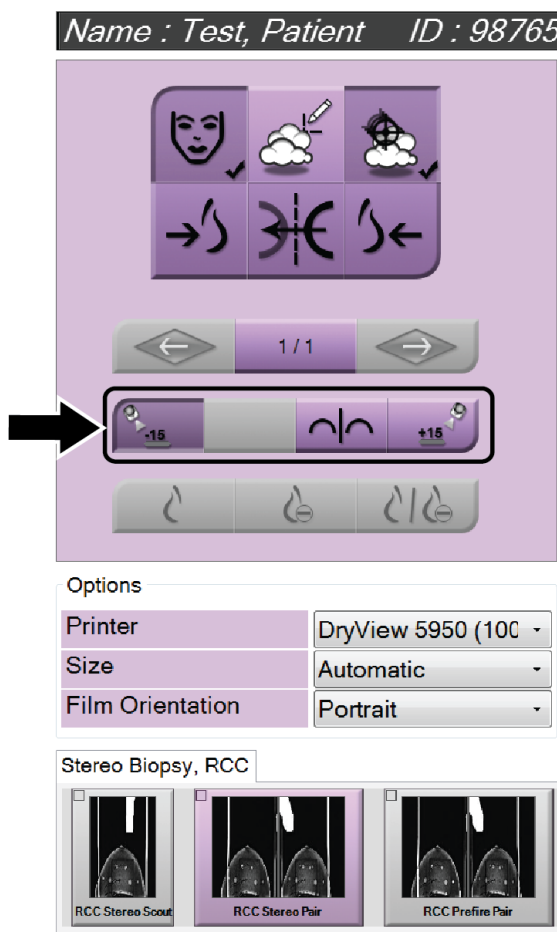 Name : Test, Patient ID : 98765
1 / 1
-15 +15
Options
Printer DryView 5950 (100
Size Automatic
Film Orientation Portrait
Stereo Biopsy, RCC
RCC Stereo Scout RCC Stereo Pair RCC Prefire Pair